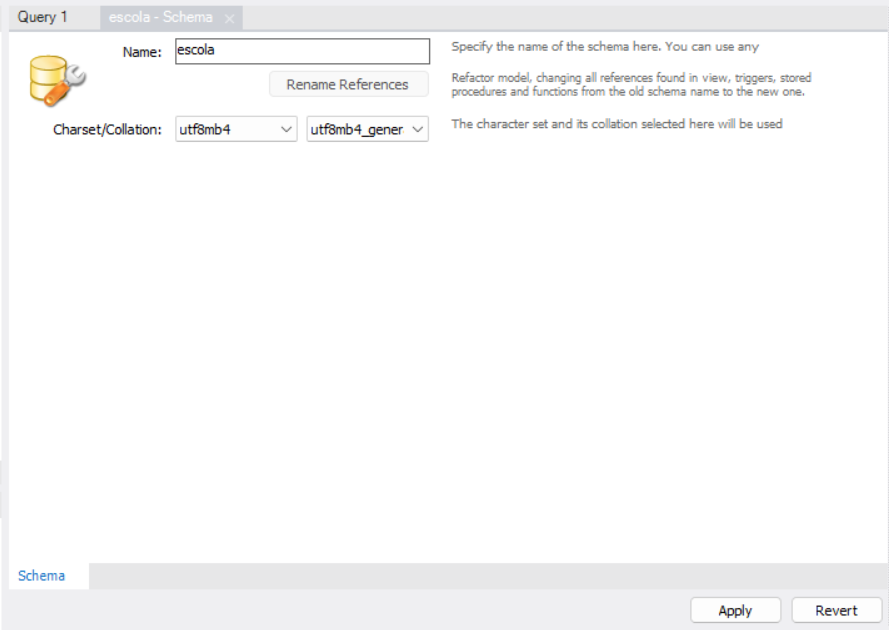 Query 1
escola - Schema
Name:
escola
Specify the name of the schema here. You can use any
Rename References
Refactor model, changing all references found in view, triggers, stored
procedures and functions from the old schema name to the new one.
Charset/Collation:
utf8mb4
utf8mb4_gener
The character set and its collation selected here will be used
Schema
Apply
Revert